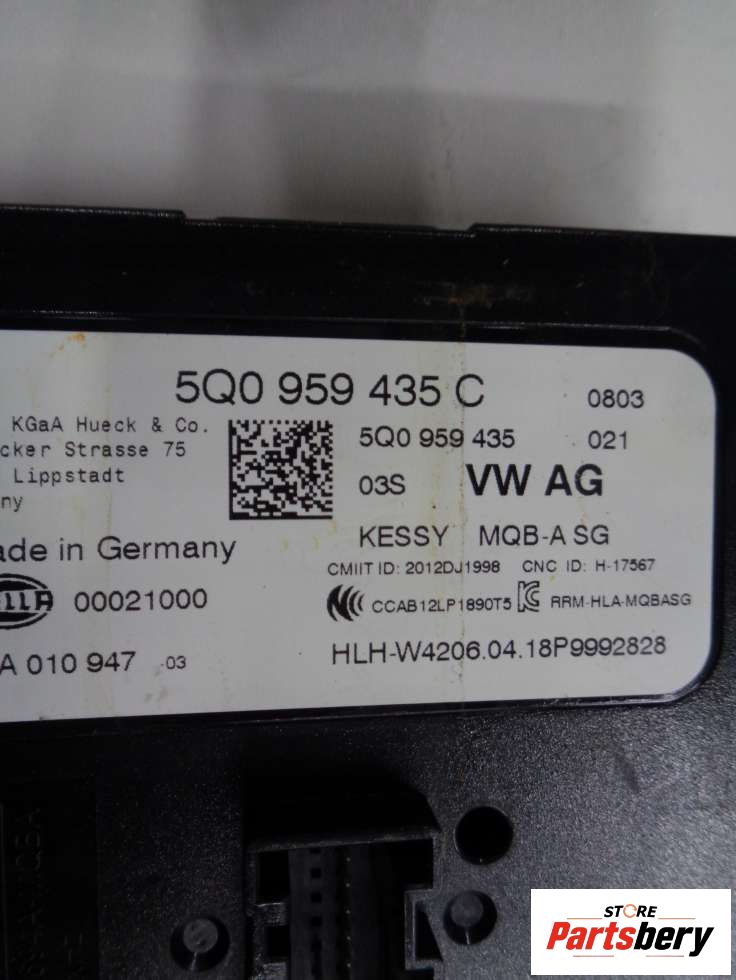 5Q0 959 435 C 0803
KGaA Hueck & Co.
cker Strasse 75
Lippstadt
ny
5Q0 959 435 021
03S VW AG
ade in Germany
KESSY MQB-A SG
CMIIT ID: 2012DJ1998 CNC ID: H-17567
ELLA 00021000
CCAB12LP1890T5 RRM-HLA-MQBASG
A 010 947 03
HLH-W4206.04.18P9992828
STORE
Partsbery